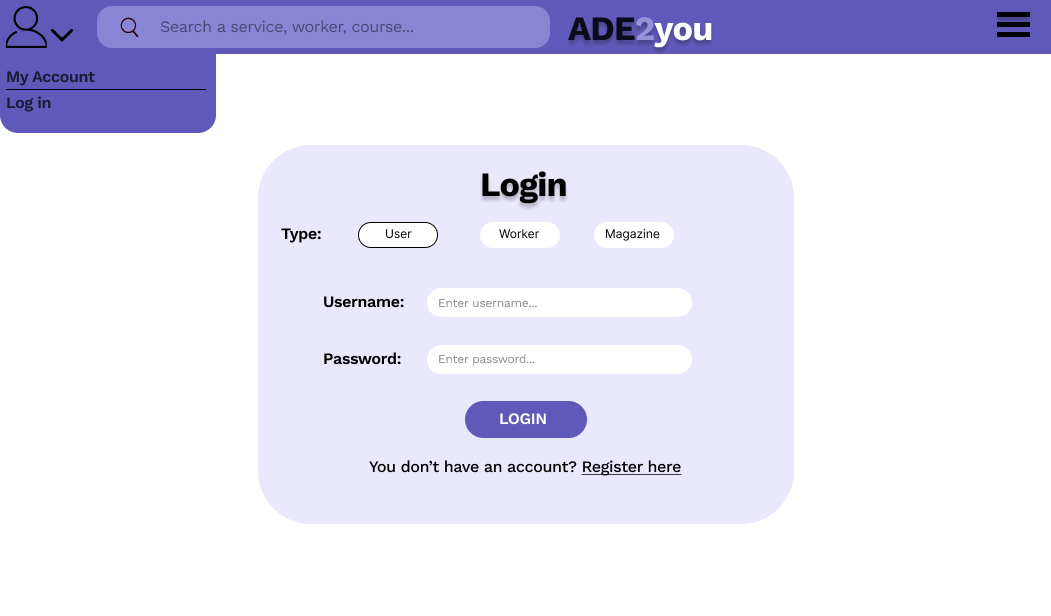 Search a service, worker, course...
ADE2you
My Account
Log in
Login
Type: User Worker Magazine
Username: Enter username...
Password: Enter password...
LOGIN
You don’t have an account? Register here